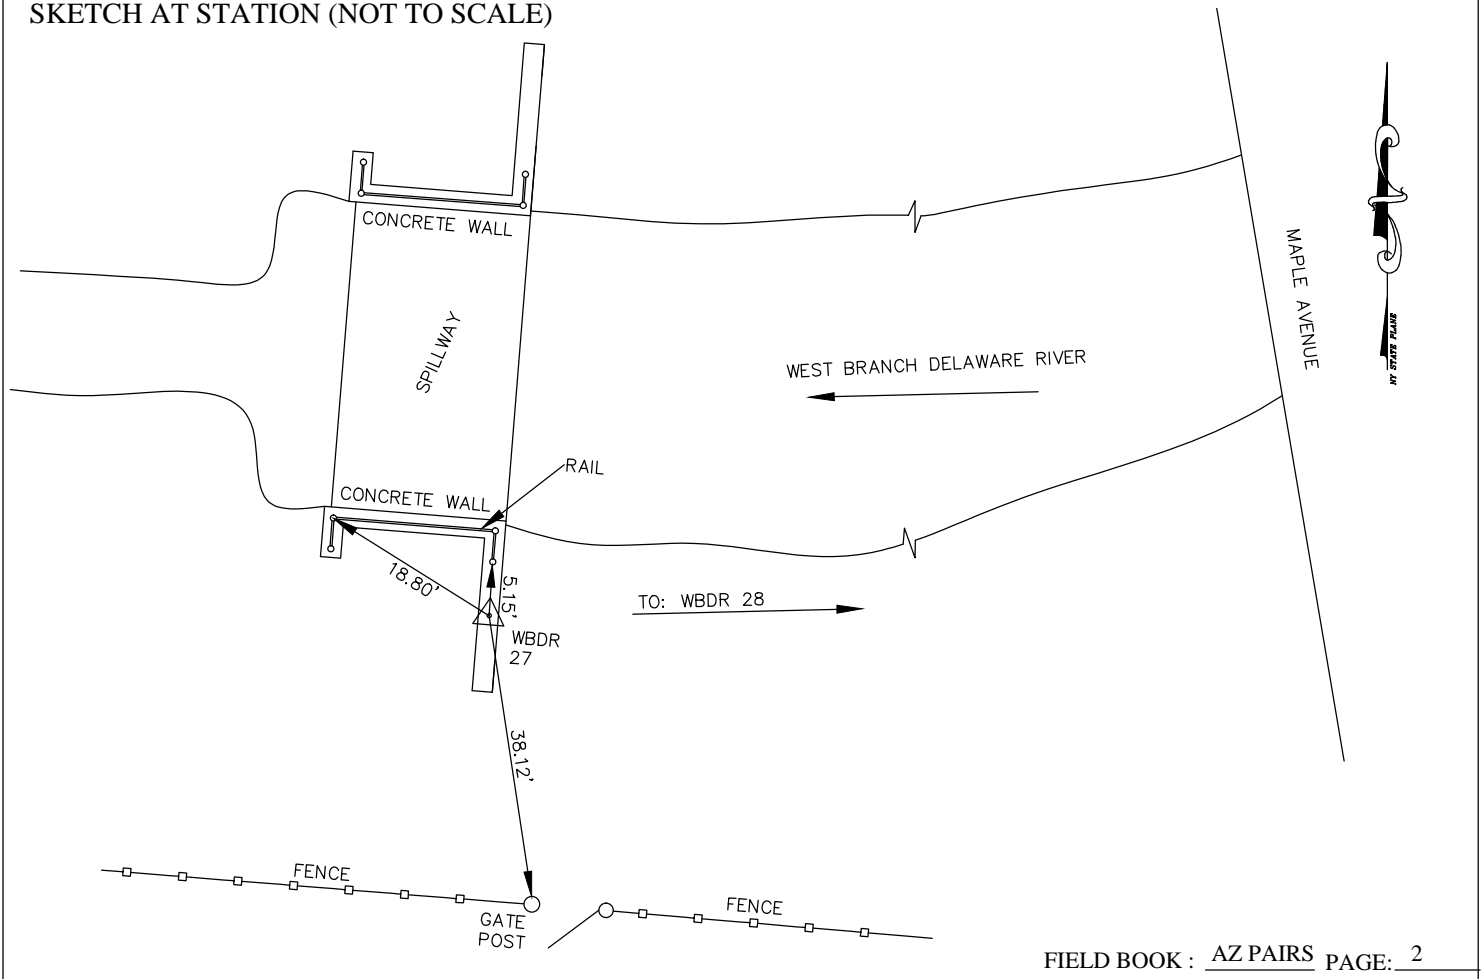 SKETCH AT STATION (NOT TO SCALE)
CONCRETE WALL
MAPLE AVENUE
NY STATE PLANE
SPILLWAY
WEST BRANCH DELAWARE RIVER
RAIL
CONCRETE WALL
18.80'
5.15'
TO: WBDR 28
WBDR
27
38.12'
FENCE
GATE
POST
FENCE
FIELD BOOK : AZ PAIRS PAGE: 2